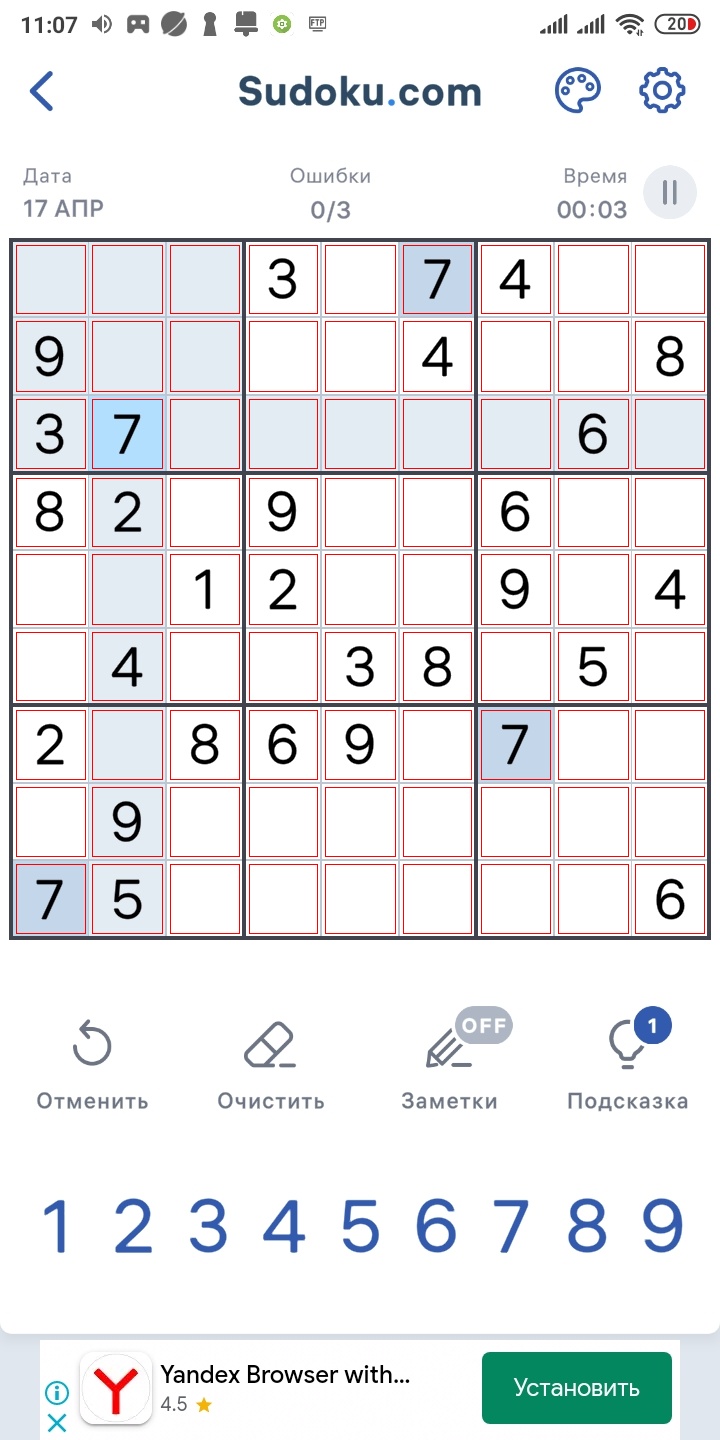 11:07 FTP 20
Sudoku.com
Дата Ошибки Время
17 АПР 0/3 00:03
3 7 4
9 4 8
3 7 6
8 2 9 6
1 2 9 4
4 3 8 5
2 8 6 9 7
9
7 5 6
OFF 1
Отменить Очистить Заметки Подсказка
1 2 3 4 5 6 7 8 9
Yandex Browser with...
4.5
Установить